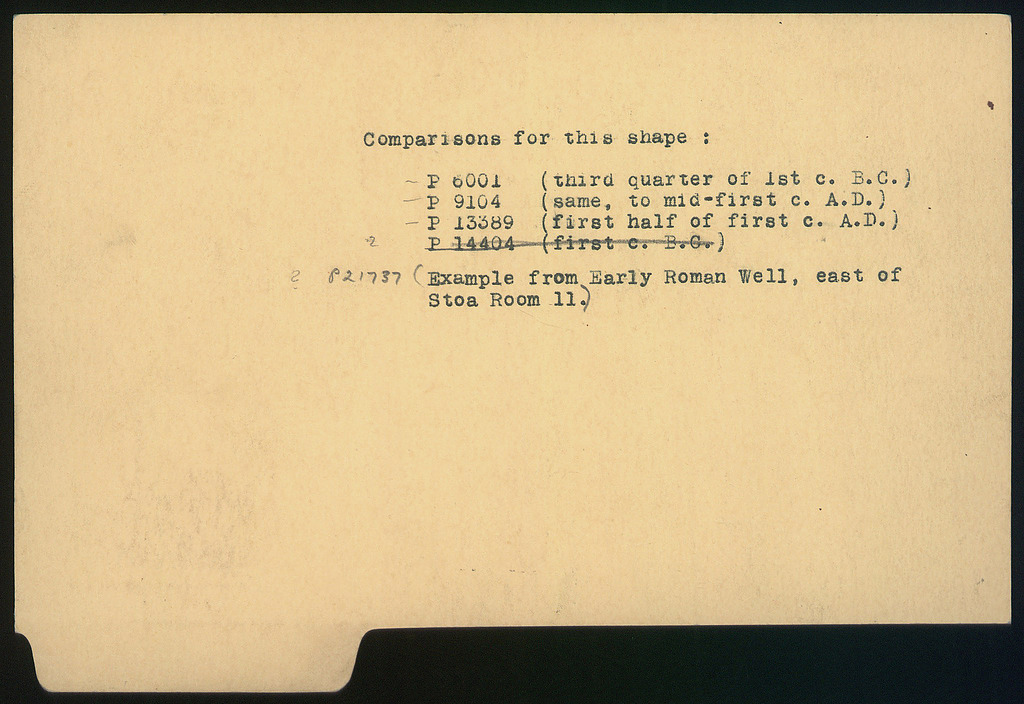 Comparisons for this shape :
- P 6001 (third quarter of 1st c. B.C.)
- P 9104 (same, to mid-first c. A.D.)
- P 13389 (first half of first c. A.D.)
? P 14404 (first c. B.C.)
? P21737 (Example from Early Roman Well, east of
Stoa Room 11.)